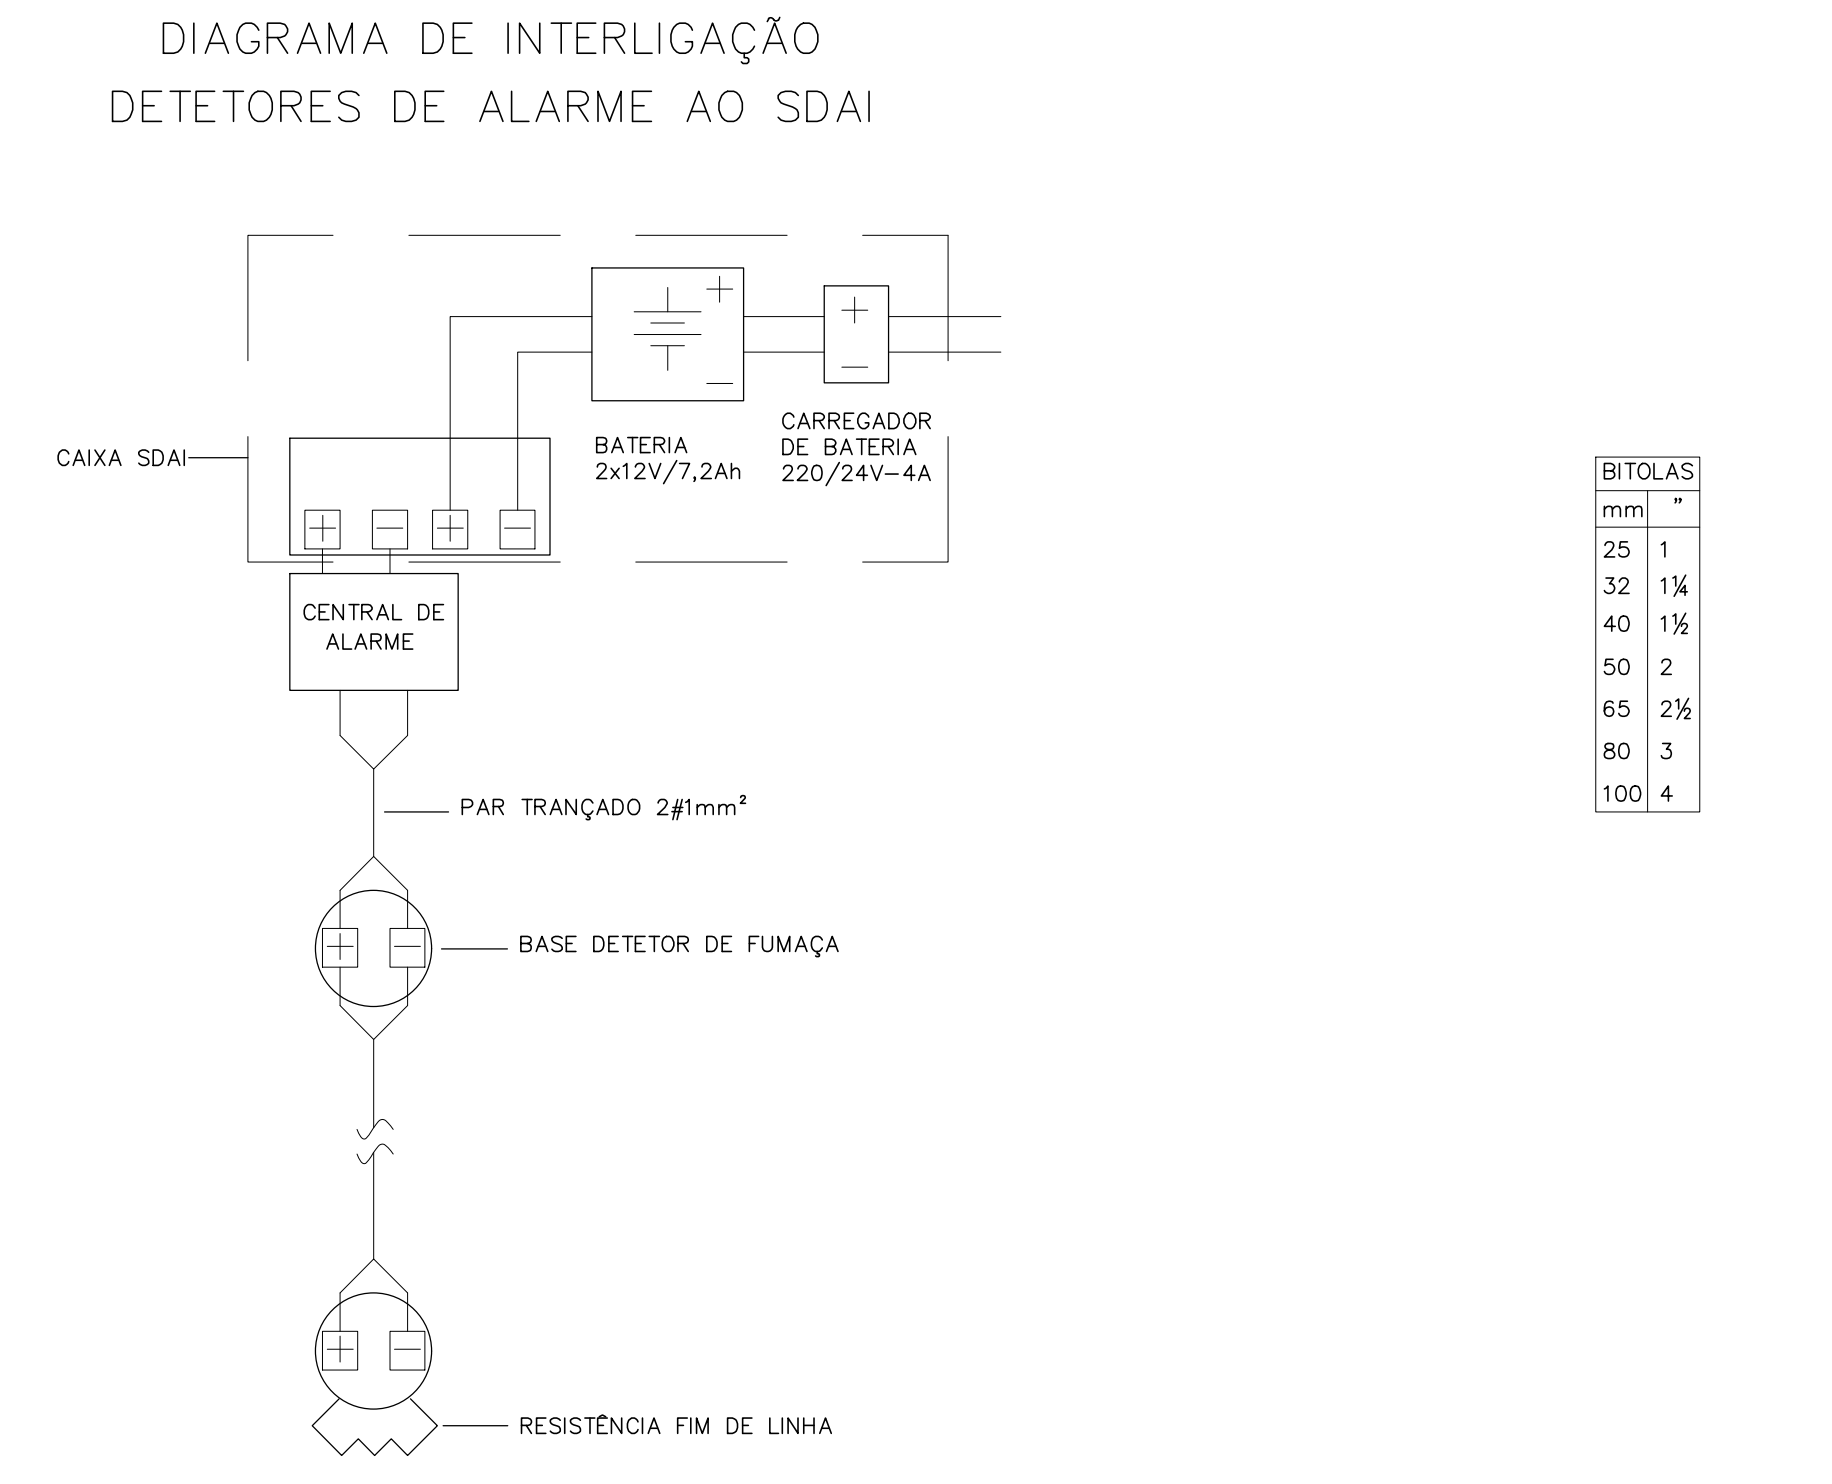 DIAGRAMA DE INTERLIGAÇÃO
DETETORES DE ALARME AO SDAI
CAIXA SDAI
BATERIA
2x12V/7,2Ah
CARREGADOR
DE BATERIA
220/24V-4A
CENTRAL DE
ALARME
PAR TRANÇADO 2#1mm²
BASE DETETOR DE FUMAÇA
RESISTÊNCIA FIM DE LINHA
BITOLAS
mm "
25 1
32 1¼
40 1½
50 2
65 2½
80 3
100 4